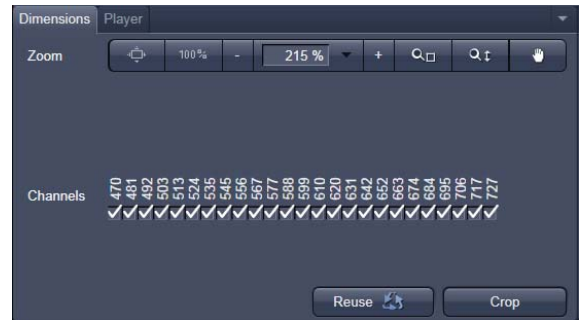 Dimensions Player
Zoom 100% - 215 % +
470 481 492 503 513 524 535 545 556 567 577 588 599 610 620 631 642 652 663 674 684 695 706 717 727
Channels
Reuse Crop